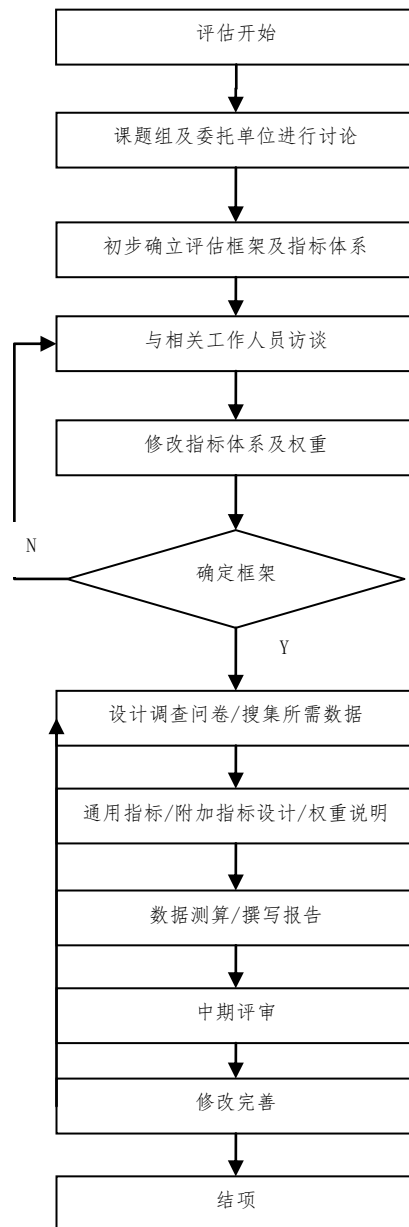 评估开始
课题组及委托单位进行讨论
初步确立评估框架及指标体系
与相关工作人员访谈
修改指标体系及权重
N
确定框架
Y
设计调查问卷/搜集所需数据
通用指标/附加指标设计/权重说明
数据测算/撰写报告
中期评审
修改完善
结项